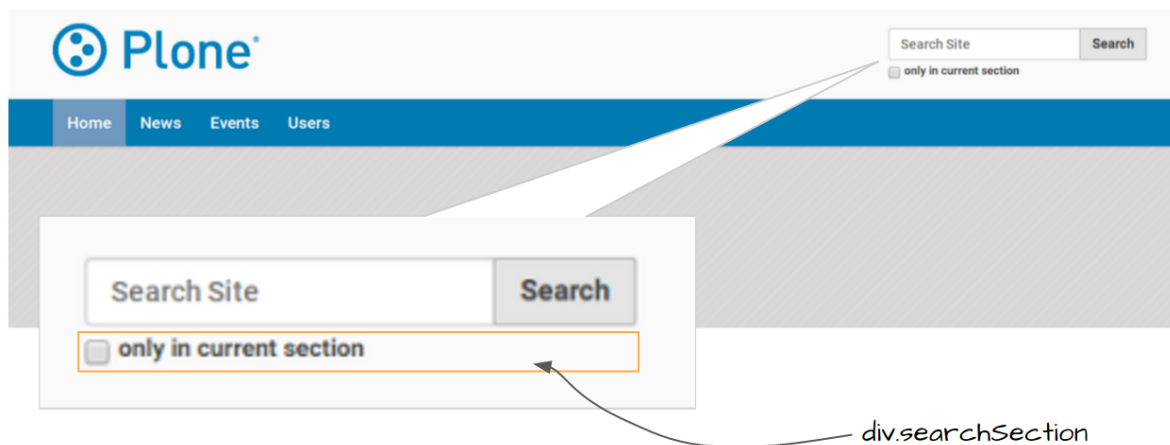 Plone®
Search Site Search
only in current section
Home News Events Users
Search Site Search
only in current section
div.searchSection